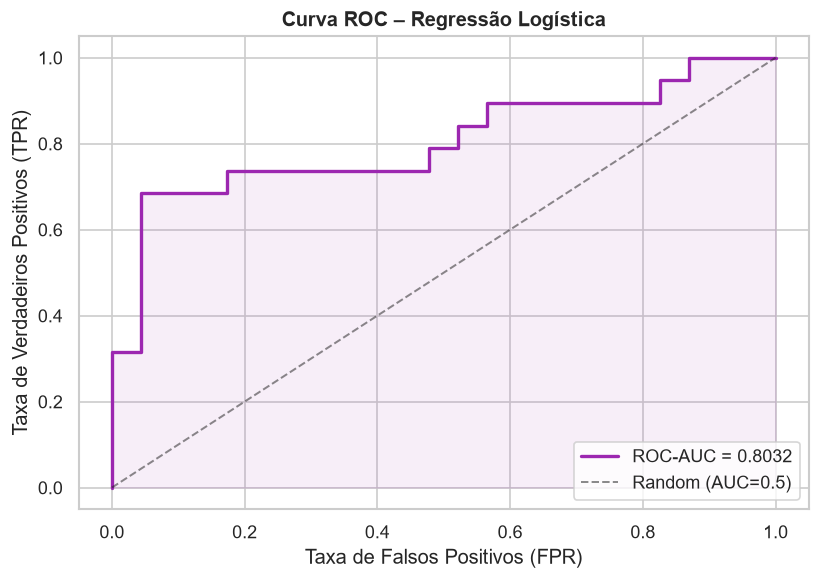 Curva ROC – Regressão Logística
Taxa de Verdadeiros Positivos (TPR)
1.0
0.8
0.6
0.4
0.2
0.0
0.0 0.2 0.4 0.6 0.8 1.0
Taxa de Falsos Positivos (FPR)
ROC-AUC = 0.8032
Random (AUC=0.5)